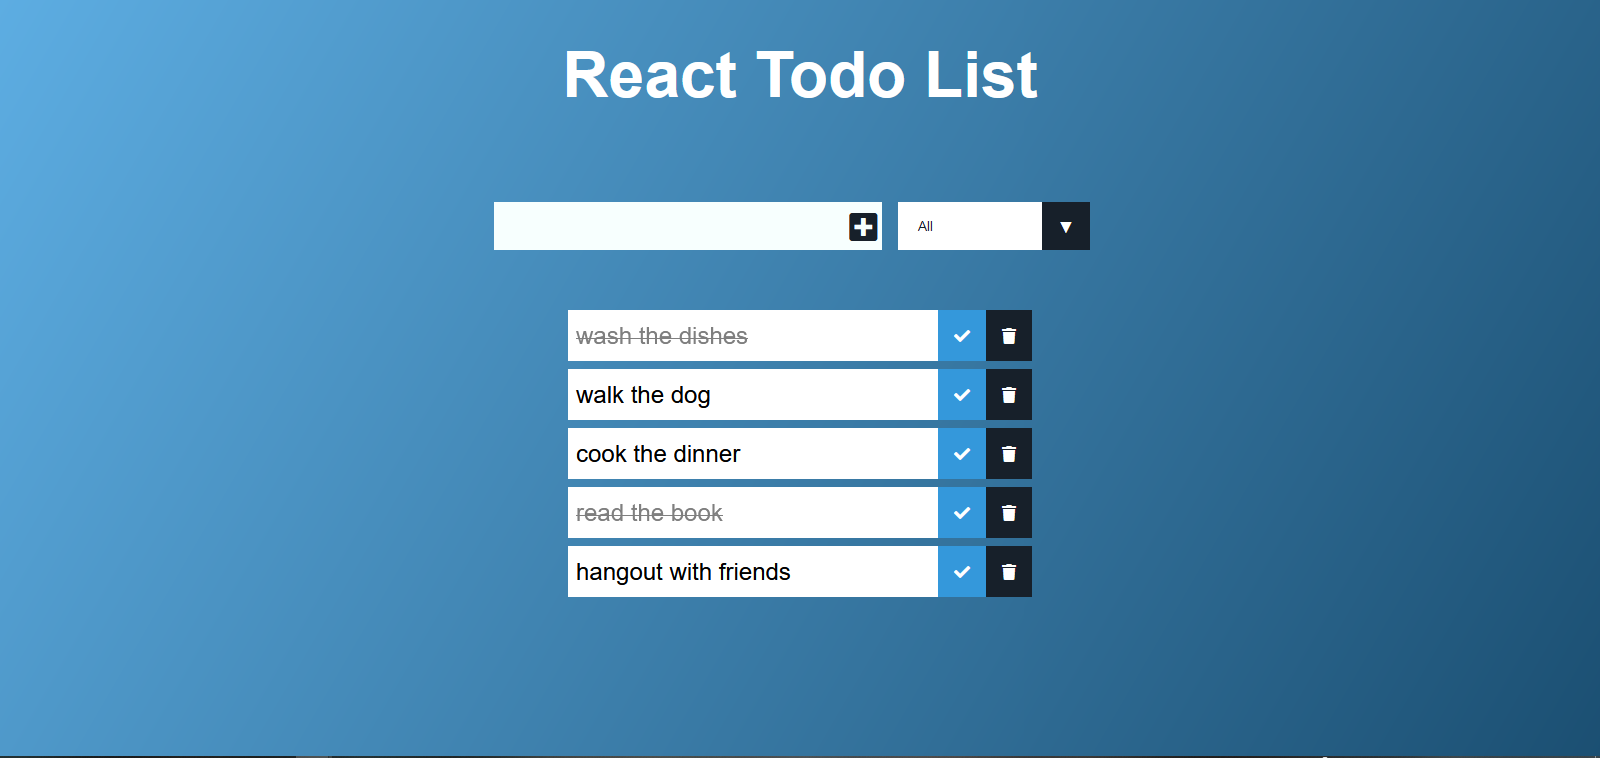 React Todo List
All ▼
wash the dishes
walk the dog
cook the dinner
read the book
hangout with friends